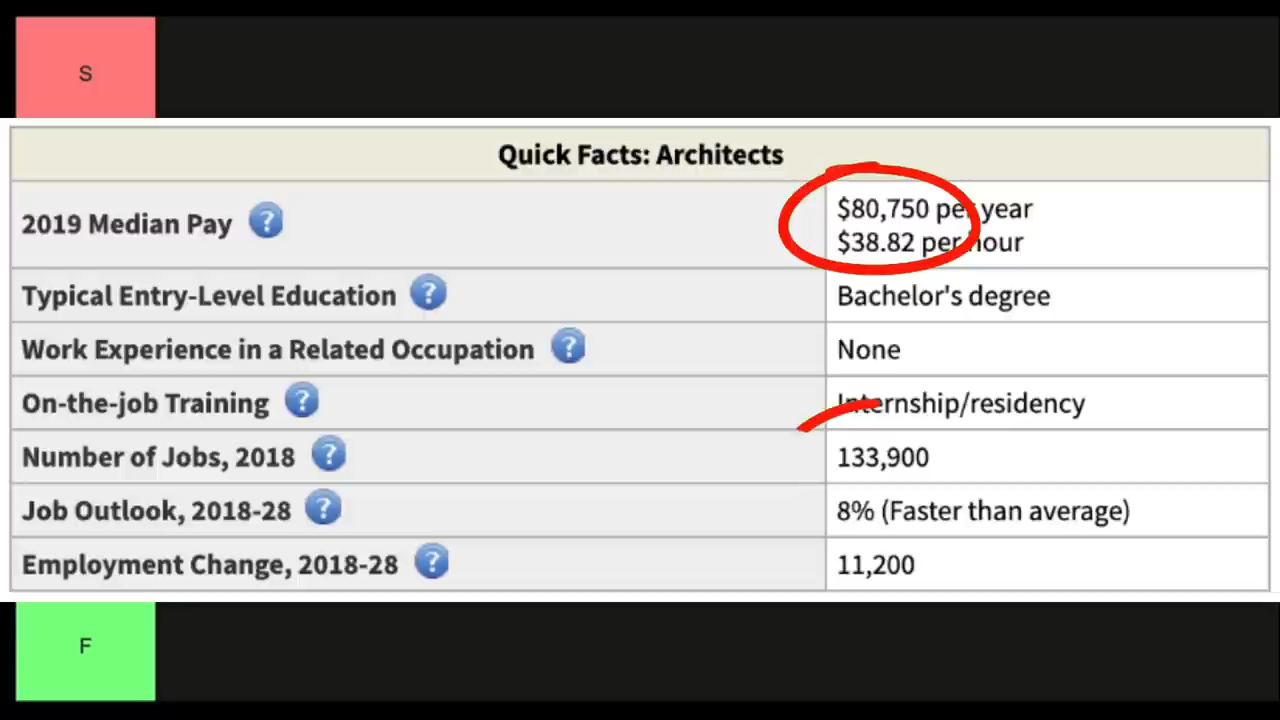 S
Quick Facts: Architects
2019 Median Pay ? $80,750 per year
$38.82 per hour
Typical Entry-Level Education ? Bachelor's degree
Work Experience in a Related Occupation ? None
On-the-job Training ? Internship/residency
Number of Jobs, 2018 ? 133,900
Job Outlook, 2018-28 ? 8% (Faster than average)
Employment Change, 2018-28 ? 11,200
F